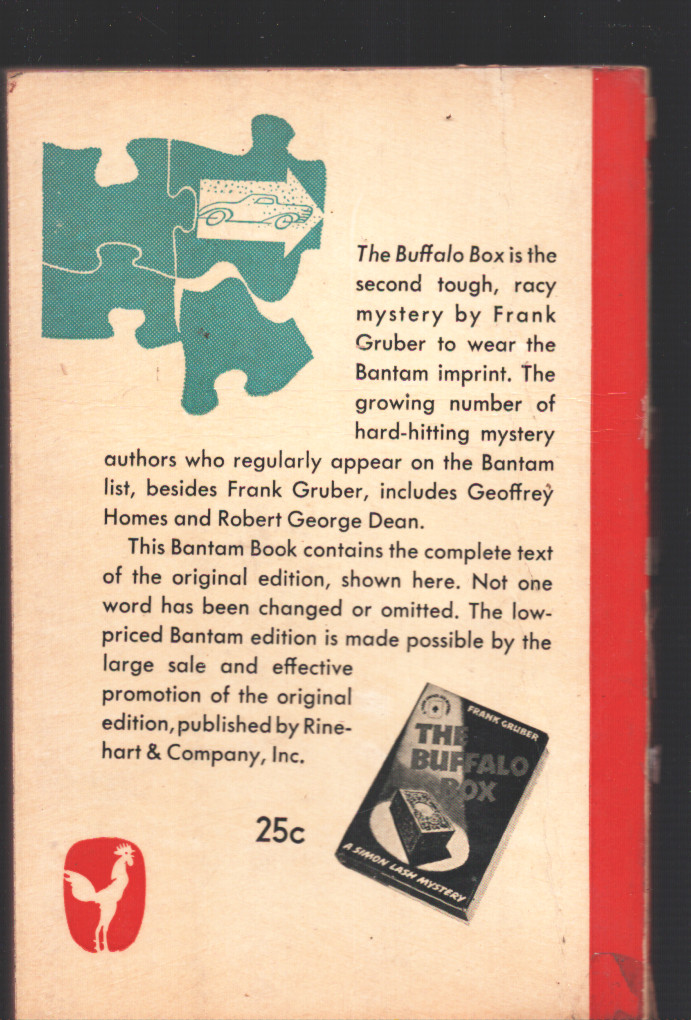 The Buffalo Box is the
second tough, racy
mystery by Frank
Gruber to wear the
Bantam imprint. The
growing number of
hard-hitting mystery
authors who regularly appear on the Bantam
list, besides Frank Gruber, includes Geoffrey
Homes and Robert George Dean.
This Bantam Book contains the complete text
of the original edition, shown here. Not one
word has been changed or omitted. The low-
priced Bantam edition is made possible by the
large sale and effective
promotion of the original
edition, published by Rine-
hart & Company, Inc.
25c
FRANK GRUBER
THE
BUFFALO
BOX
A SIMON LASH MYSTERY